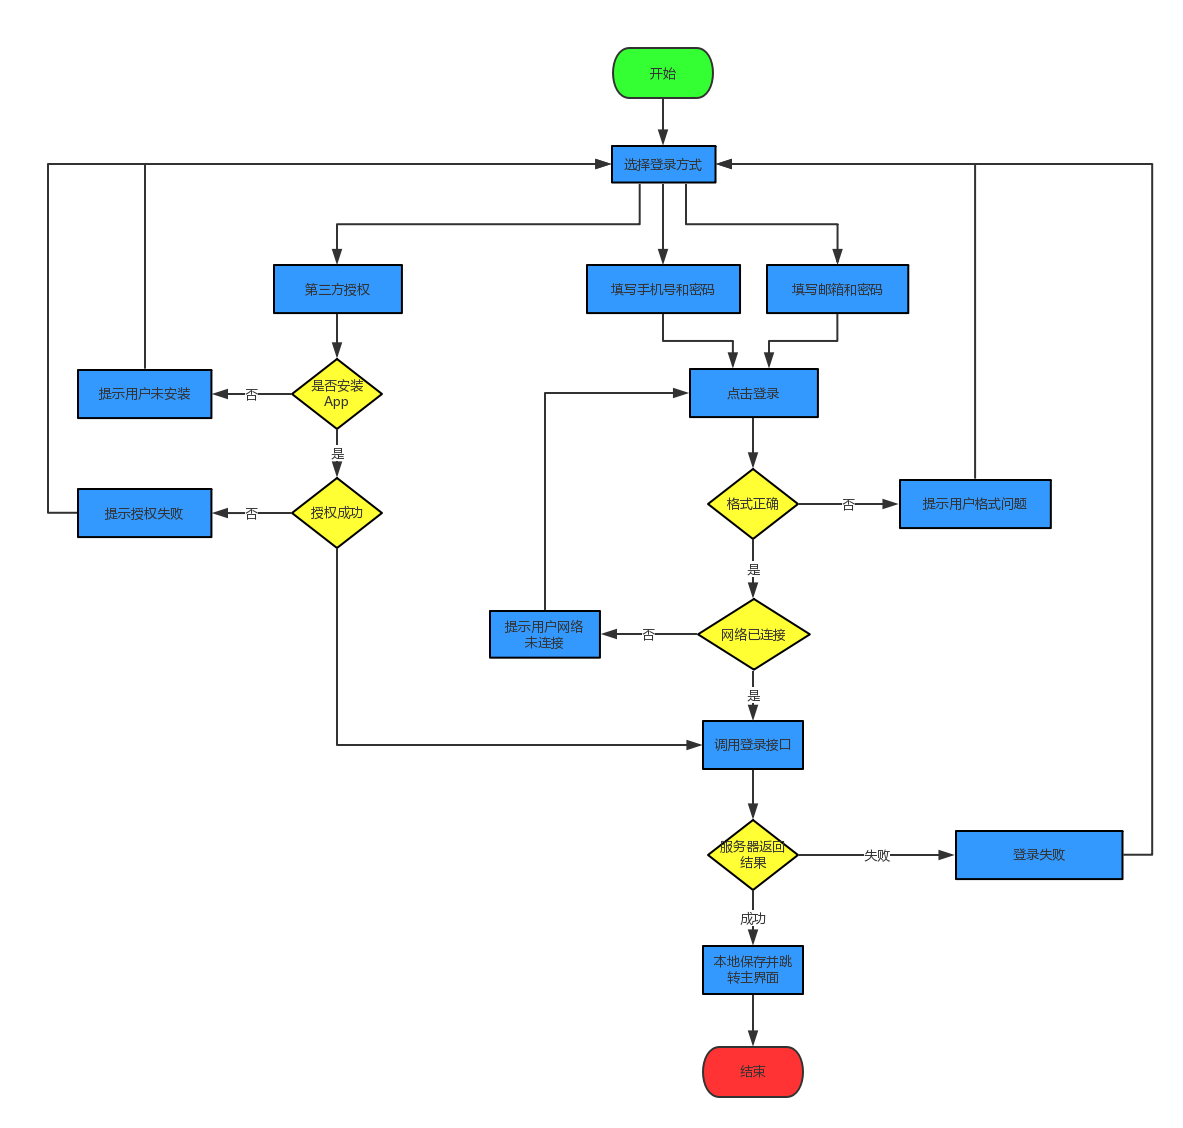 开始
选择登录方式
第三方授权
填写手机号和密码
填写邮箱和密码
提示用户未安装
否
是否安装
App
点击登录
是
提示授权失败
否
授权成功
格式正确
否
提示用户格式问题
是
提示用户网络
未连接
否
网络已连接
是
调用登录接口
服务器返回
结果
失败
登录失败
成功
本地保存并跳
转主界面
结束